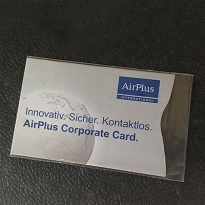 AirPlus
INTERNATIONAL
Innovativ. Sicher. Kontaktlos.
AirPlus Corporate Card.